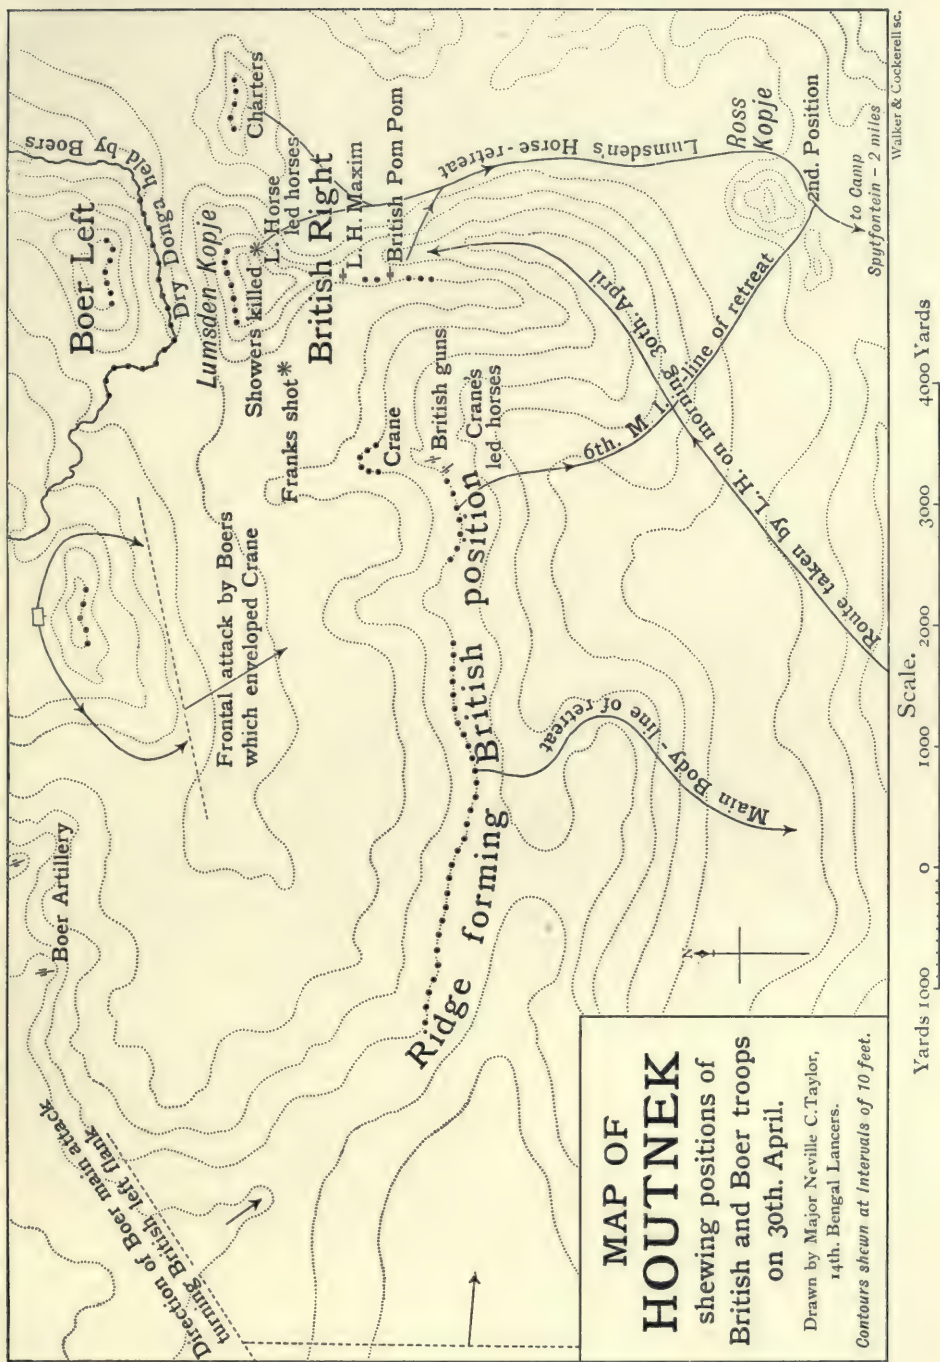 Direction of Boer main attack
turning British left flank
Boer Artillery
Frontal attack by Boers
which enveloped Crane
Boer Left
Dry Donga held by Boers
Lumsden Kopje
Showers killed *
L. Horse
led horses
Charters
Franks shot*
British Right
L. H. Maxim
British Pom Pom
Crane
British guns
Crane's
led horses
Ridge forming British position
Lumsden's Horse - retreat
Ross
Kopje
2nd. Position
to Camp
Spytfontein - 2 miles
6th. M. I. - line of retreat
Route taken by L.H. on morning 30th. April
Main Body - line of retreat
N
MAP OF
HOUTNEK
shewing positions of
British and Boer troops
on 30th. April.
Drawn by Major Neville C. Taylor,
14th. Bengal Lancers.
Contours shewn at Intervals of 10 feet.
Scale.
Yards 1000 0 1000 2000 3000 4000 Yards
Walker & Cockerell sc.